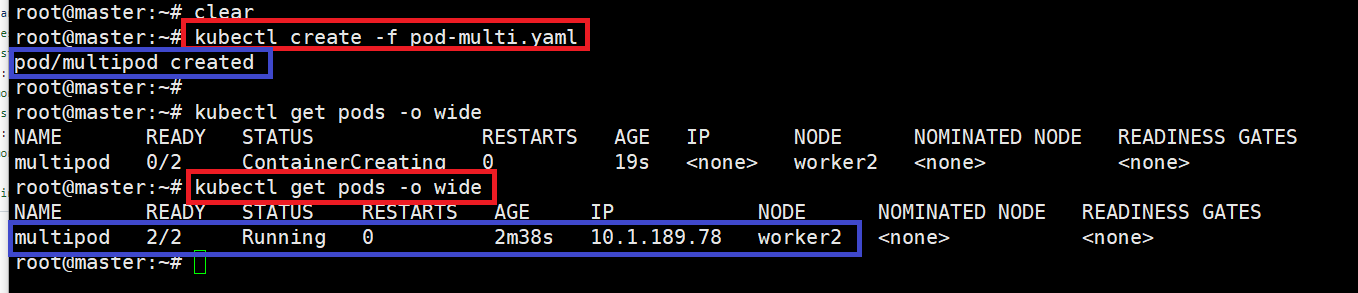 root@master:~# clear
root@master:~# kubectl create -f pod-multi.yaml
pod/multipod created
root@master:~#
root@master:~# kubectl get pods -o wide
NAME READY STATUS RESTARTS AGE IP NODE NOMINATED NODE READINESS GATES
multipod 0/2 ContainerCreating 0 19s <none> worker2 <none> <none>
root@master:~# kubectl get pods -o wide
NAME READY STATUS RESTARTS AGE IP NODE NOMINATED NODE READINESS GATES
multipod 2/2 Running 0 2m38s 10.1.189.78 worker2 <none> <none>
root@master:~#